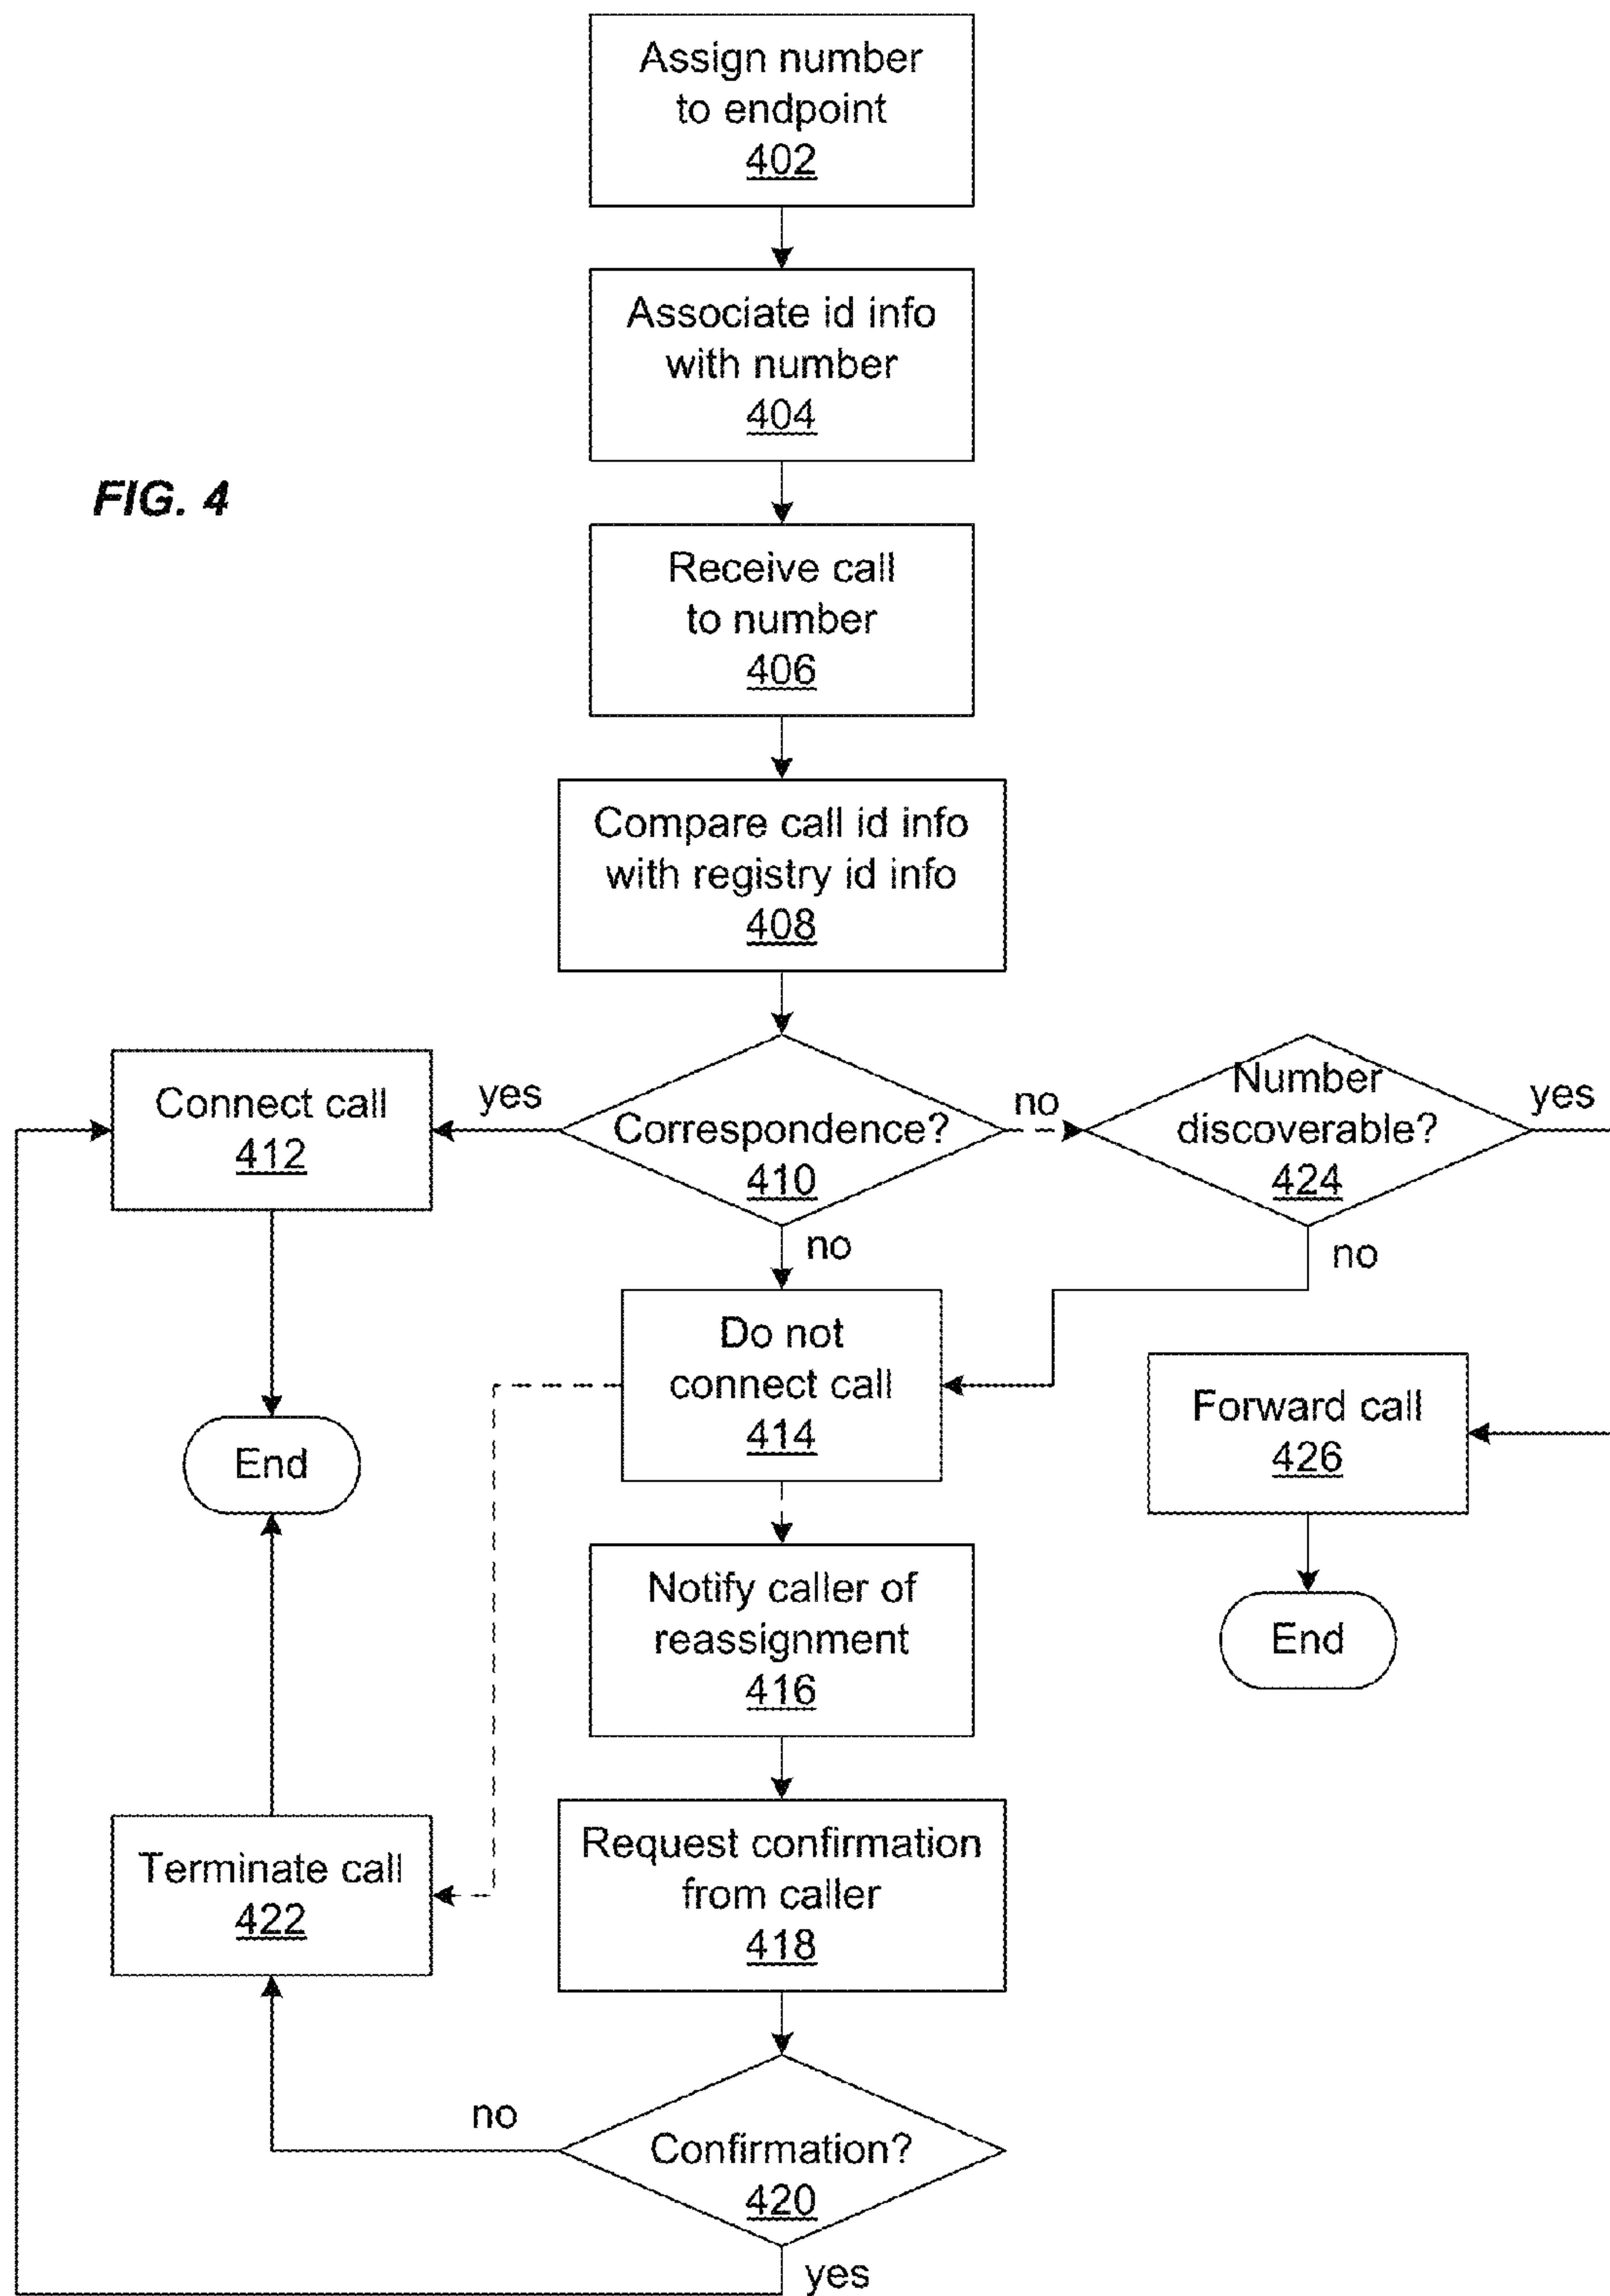 Assign number
to endpoint
402
Associate id info
with number
404
FIG. 4
Receive call
to number
406
Compare call id info
with registry id info
408
Connect call
412
yes
Correspondence?
410
no
Number
discoverable?
424
yes
no
no
Do not
connect call
414
Forward call
426
End
Notify caller of
reassignment
416
End
Request confirmation
from caller
418
Terminate call
422
no
Confirmation?
420
yes